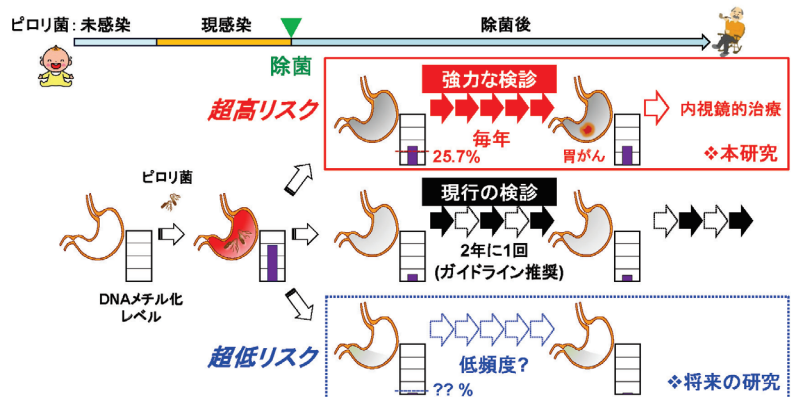 ピロリ菌：未感染
現感染
除菌後
除菌
超高リスク
強力な検診
毎年
25.7%
胃がん
内視鏡的治療
❖本研究
ピロリ菌
DNAメチル化
レベル
現行の検診
2年に1回
(ガイドライン推奨)
超低リスク
低頻度?
?? %
❖将来の研究